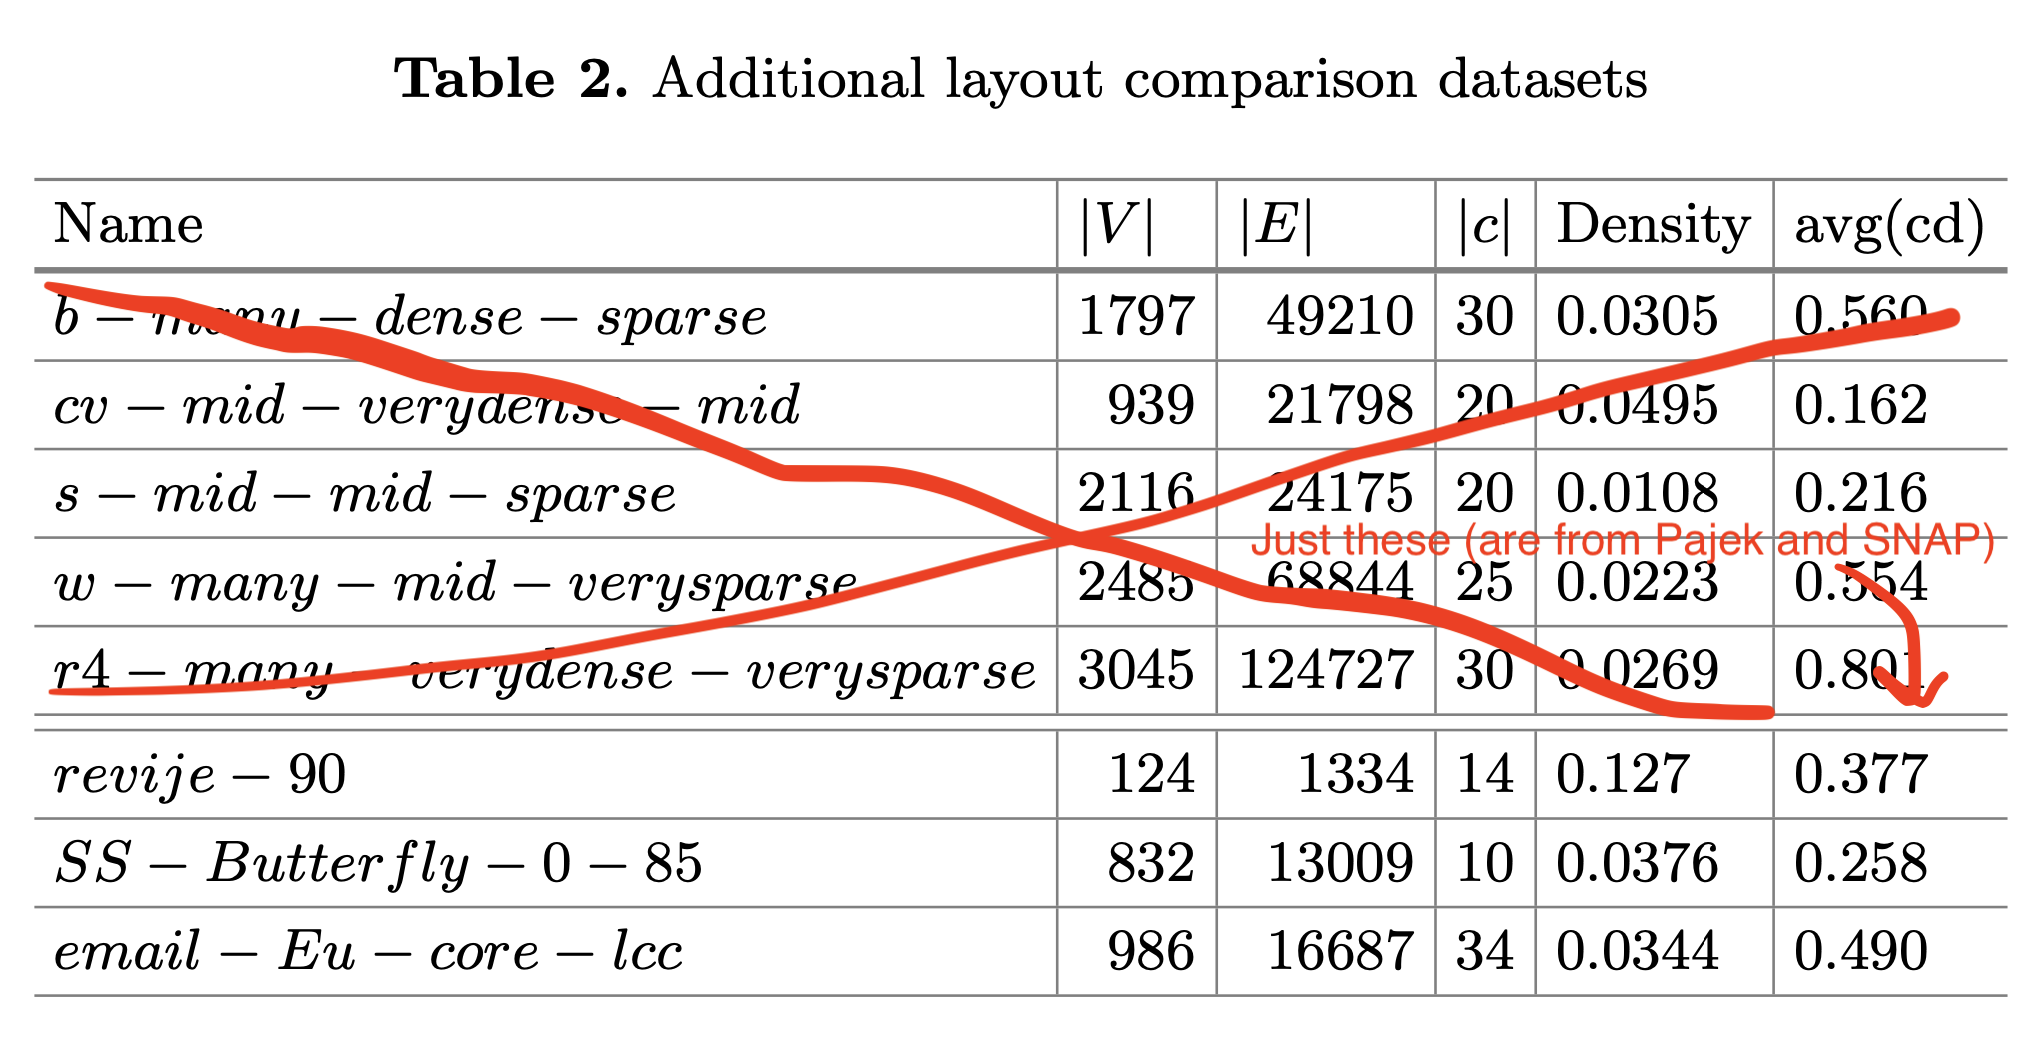 Table 2. Additional layout comparison datasets
Name |V| |E| |c| Density avg(cd)
b − many − dense − sparse 1797 49210 30 0.0305 0.560
cv − mid − verydense − mid 939 21798 20 0.0495 0.162
s − mid − mid − sparse 2116 24175 20 0.0108 0.216
Just these (are from Pajek and SNAP)
w − many − mid − verysparse 2485 68844 25 0.0223 0.554
r4 − many − verydense − verysparse 3045 124727 30 0.0269 0.801
revije − 90 124 1334 14 0.127 0.377
SS − Butterfly − 0 − 85 832 13009 10 0.0376 0.258
email − Eu − core − lcc 986 16687 34 0.0344 0.490